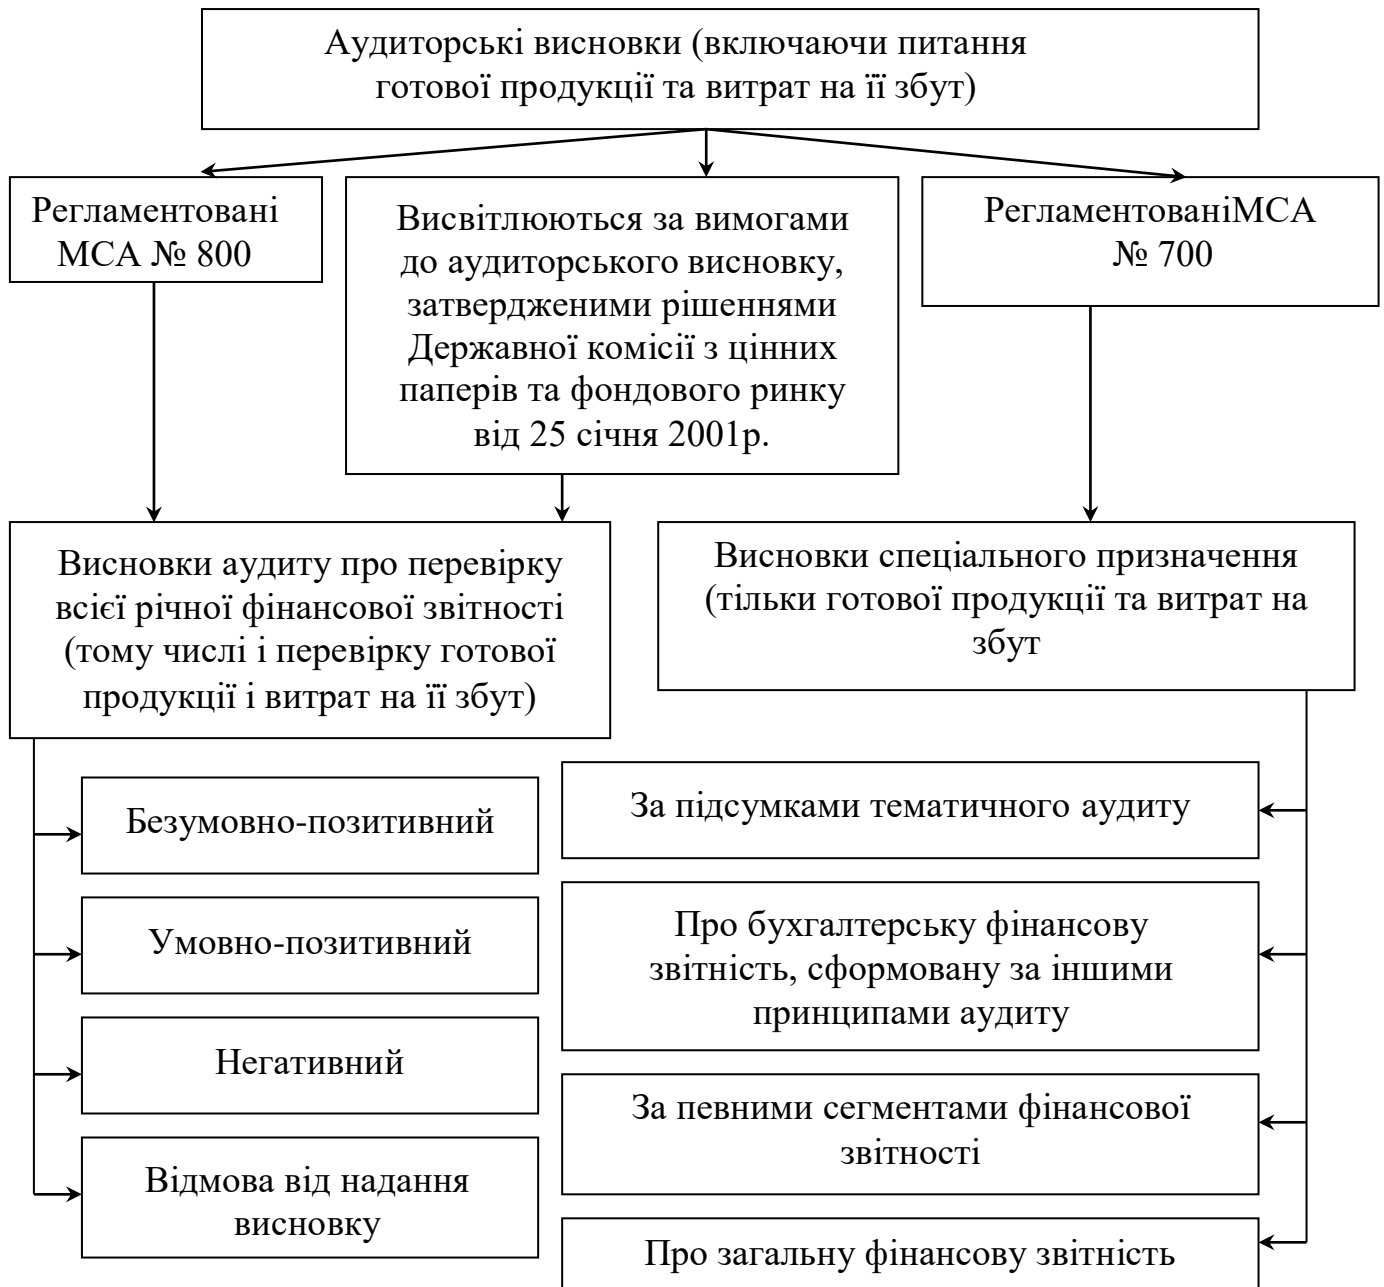 Аудиторські висновки (включаючи питання
готової продукції та витрат на її збут)
Регламентовані
МСА № 800
Висвітлюються за вимогами
до аудиторського висновку,
затвердженими рішеннями
Державної комісії з цінних
паперів та фондового ринку
від 25 січня 2001р.
РегламентованіМСА
№ 700
Висновки аудиту про перевірку
всієї річної фінансової звітності
(тому числі і перевірку готової
продукції і витрат на її збут)
Висновки спеціального призначення
(тільки готової продукції та витрат на
збут
Безумовно-позитивний
Умовно-позитивний
Негативний
Відмова від надання
висновку
За підсумками тематичного аудиту
Про бухгалтерську фінансову
звітність, сформовану за іншими
принципами аудиту
За певними сегментами фінансової
звітності
Про загальну фінансову звітність